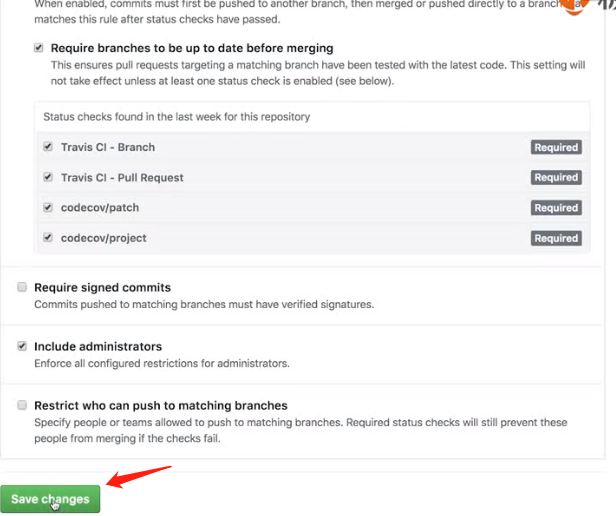 When enabled, commits must first be pushed to another branch, then merged or pushed directly to a branch
matches this rule after status checks have passed.
Require branches to be up to date before merging
This ensures pull requests targeting a matching branch have been tested with the latest code. This setting will
not take effect unless at least one status check is enabled (see below).
Status checks found in the last week for this repository
Travis CI - Branch Required
Travis CI - Pull Request Required
codecov/patch Required
codecov/project Required
Require signed commits
Commits pushed to matching branches must have verified signatures.
Include administrators
Enforce all configured restrictions for administrators.
Restrict who can push to matching branches
Specify people or teams allowed to push to matching branches. Required status checks will still prevent these
people from merging if the checks fail.
Save changes